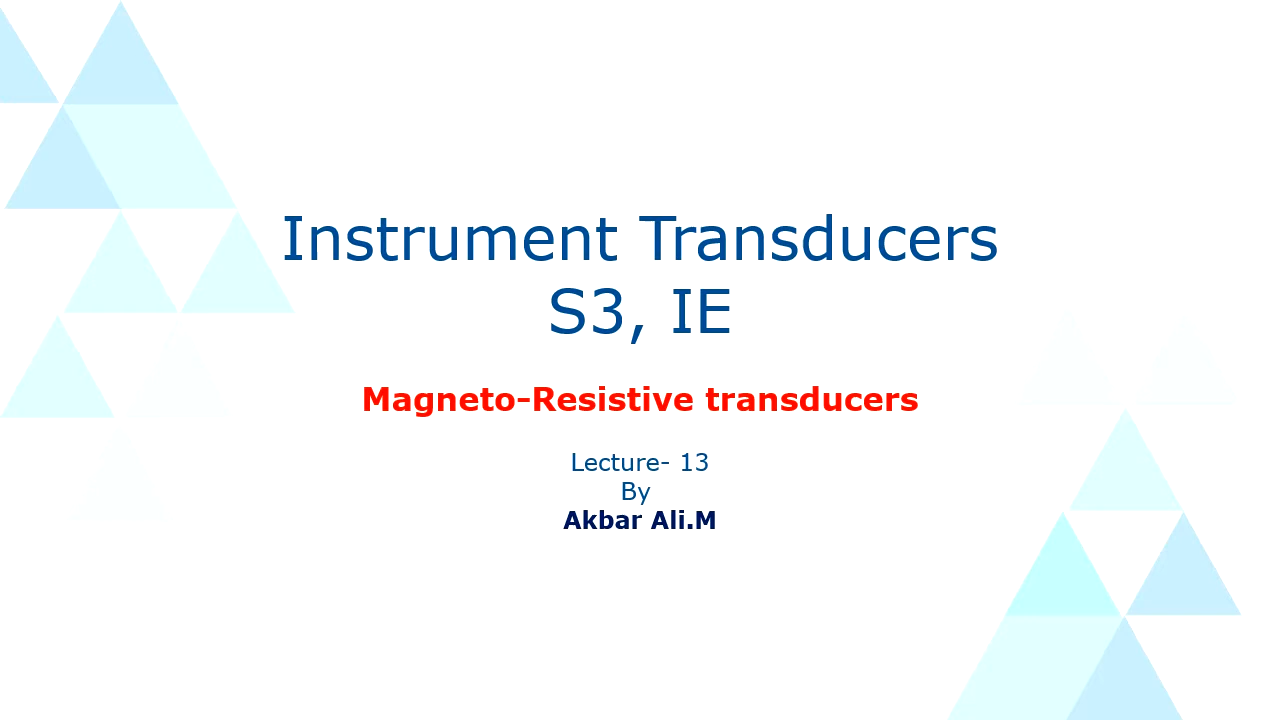 Instrument Transducers
S3, IE
Magneto-Resistive transducers
Lecture- 13
By
Akbar Ali.M